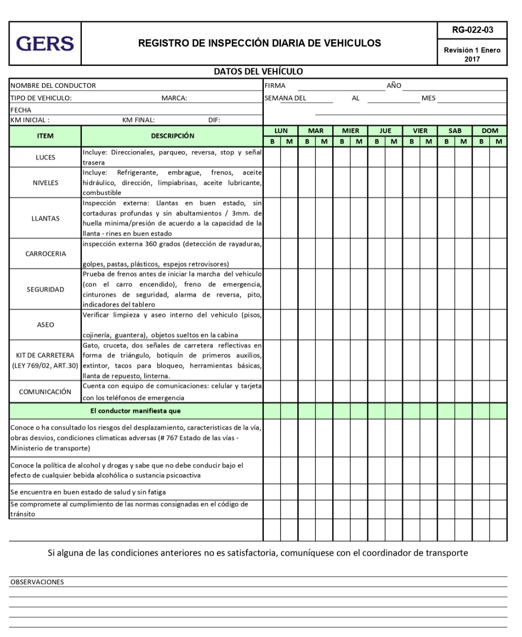 GERS
REGISTRO DE INSPECCIÓN DIARIA DE VEHICULOS
RG-022-03
Revisión 1 Enero
2017
DATOS DEL VEHÍCULO
NOMBRE DEL CONDUCTOR FIRMA AÑO
TIPO DE VEHICULO: MARCA: SEMANA DEL AL MES
FECHA
KM INICIAL : KM FINAL: DIF:
ITEM DESCRIPCIÓN LUN MAR MIER JUE VIER SAB DOM
B M B M B M B M B M B M B M
LUCES
Incluye: Direccionales, parqueo, reversa, stop y señal
trasera
NIVELES
Incluye: Refrigerante, embrague, frenos, aceite
hidráulico, dirección, limpiabrisas, aceite lubricante,
combustible
LLANTAS
Inspección externa: Llantas en buen estado, sin
cortaduras profundas y sin abultamientos / 3mm. de
huella minima/presión de acuerdo a la capacidad de la
llanta - rines en buen estado
CARROCERIA
inspección externa 360 grados (detección de rayaduras,
golpes, pastas, plásticos, espejos retrovisores)
SEGURIDAD
Prueba de frenos antes de iniciar la marcha del vehiculo
(con el carro encendido), freno de emergencia,
cinturones de seguridad, alarma de reversa, pito,
indicadores del tablero
ASEO
Verificar limpieza y aseo interno del vehiculo (pisos,
cojinería, guantera), objetos sueltos en la cabina
KIT DE CARRETERA
(LEY 769/02, ART.30)
Gato, cruceta, dos señales de carretera reflectivas en
forma de triángulo, botiquín de primeros auxilios,
extintor, tacos para bloqueo, herramientas básicas,
llanta de repuesto, linterna.
COMUNICACIÓN
Cuenta con equipo de comunicaciones: celular y tarjeta
con los teléfonos de emergencia
El conductor manifiesta que
Conoce o ha consultado los riesgos del desplazamiento, caracteristicas de la vía,
obras desvios, condiciones climaticas adversas (# 767 Estado de las vías -
Ministerio de transporte)
Conoce la política de alcohol y drogas y sabe que no debe conducir bajo el
efecto de cualquier bebida alcohólica o sustancia psicoactiva
Se encuentra en buen estado de salud y sin fatiga
Se compromete al cumplimiento de las normas consignadas en el código de
tránsito
Si alguna de las condiciones anteriores no es satisfactoria, comuníquese con el coordinador de transporte
OBSERVACIONES